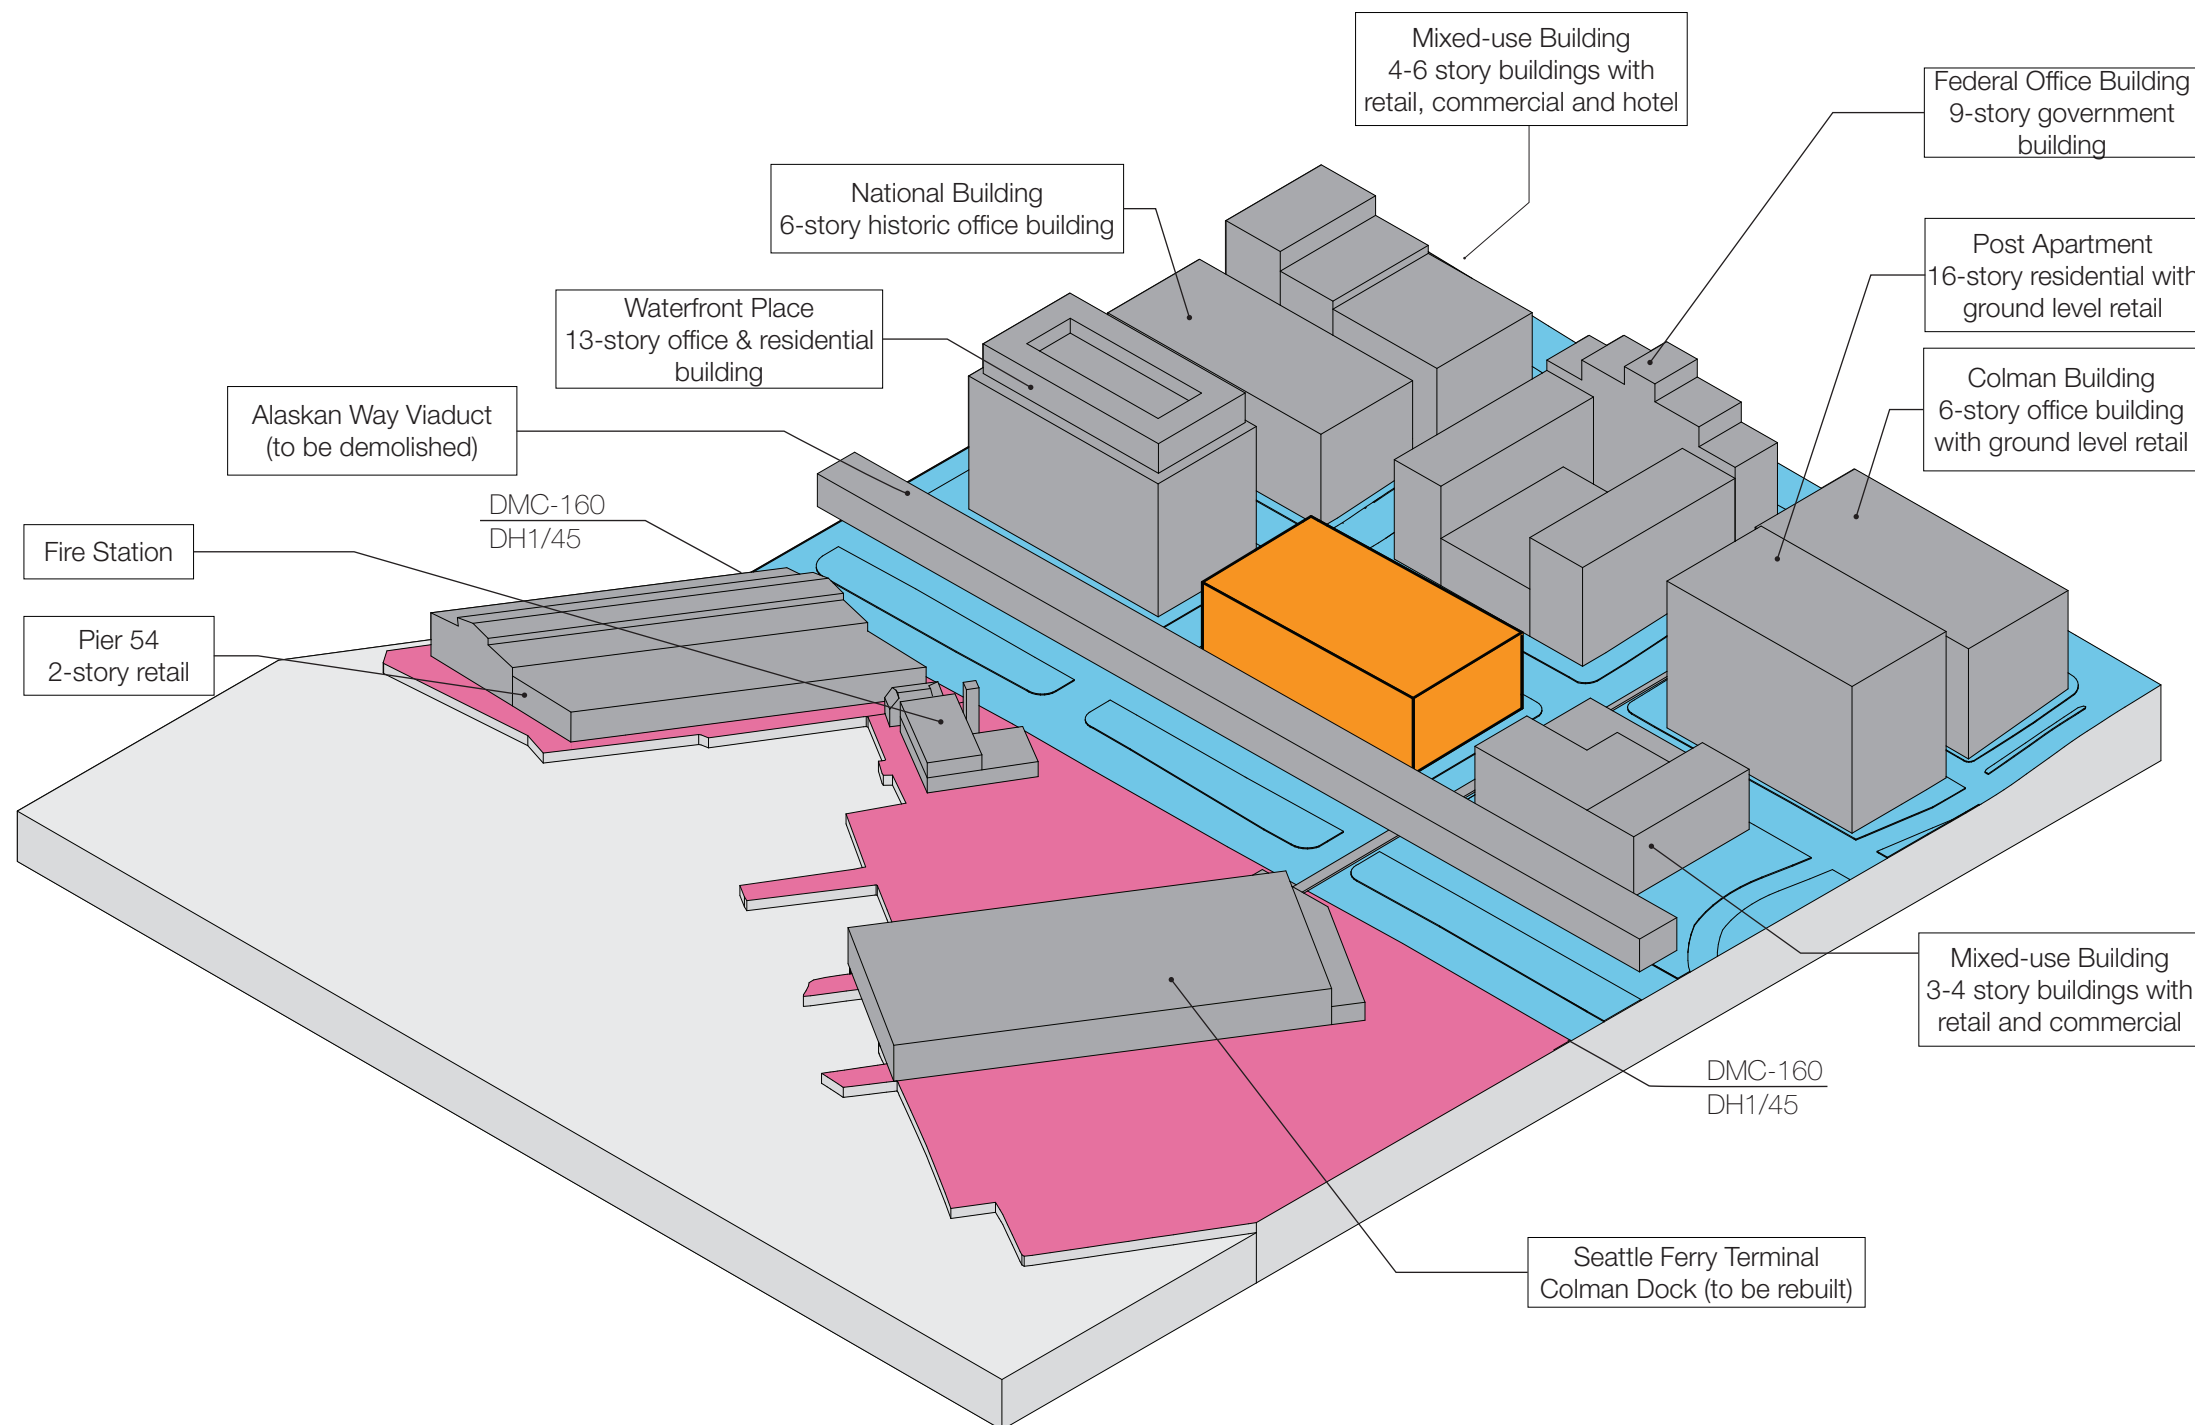 Mixed-use Building
4-6 story buildings with
retail, commercial and hotel
Federal Office Building
9-story government
building
National Building
6-story historic office building
Post Apartment
16-story residential with
ground level retail
Waterfront Place
13-story office & residential
building
Colman Building
6-story office building
with ground level retail
Alaskan Way Viaduct
(to be demolished)
DMC-160
DH1/45
Fire Station
Pier 54
2-story retail
Mixed-use Building
3-4 story buildings with
retail and commercial
DMC-160
DH1/45
Seattle Ferry Terminal
Colman Dock (to be rebuilt)